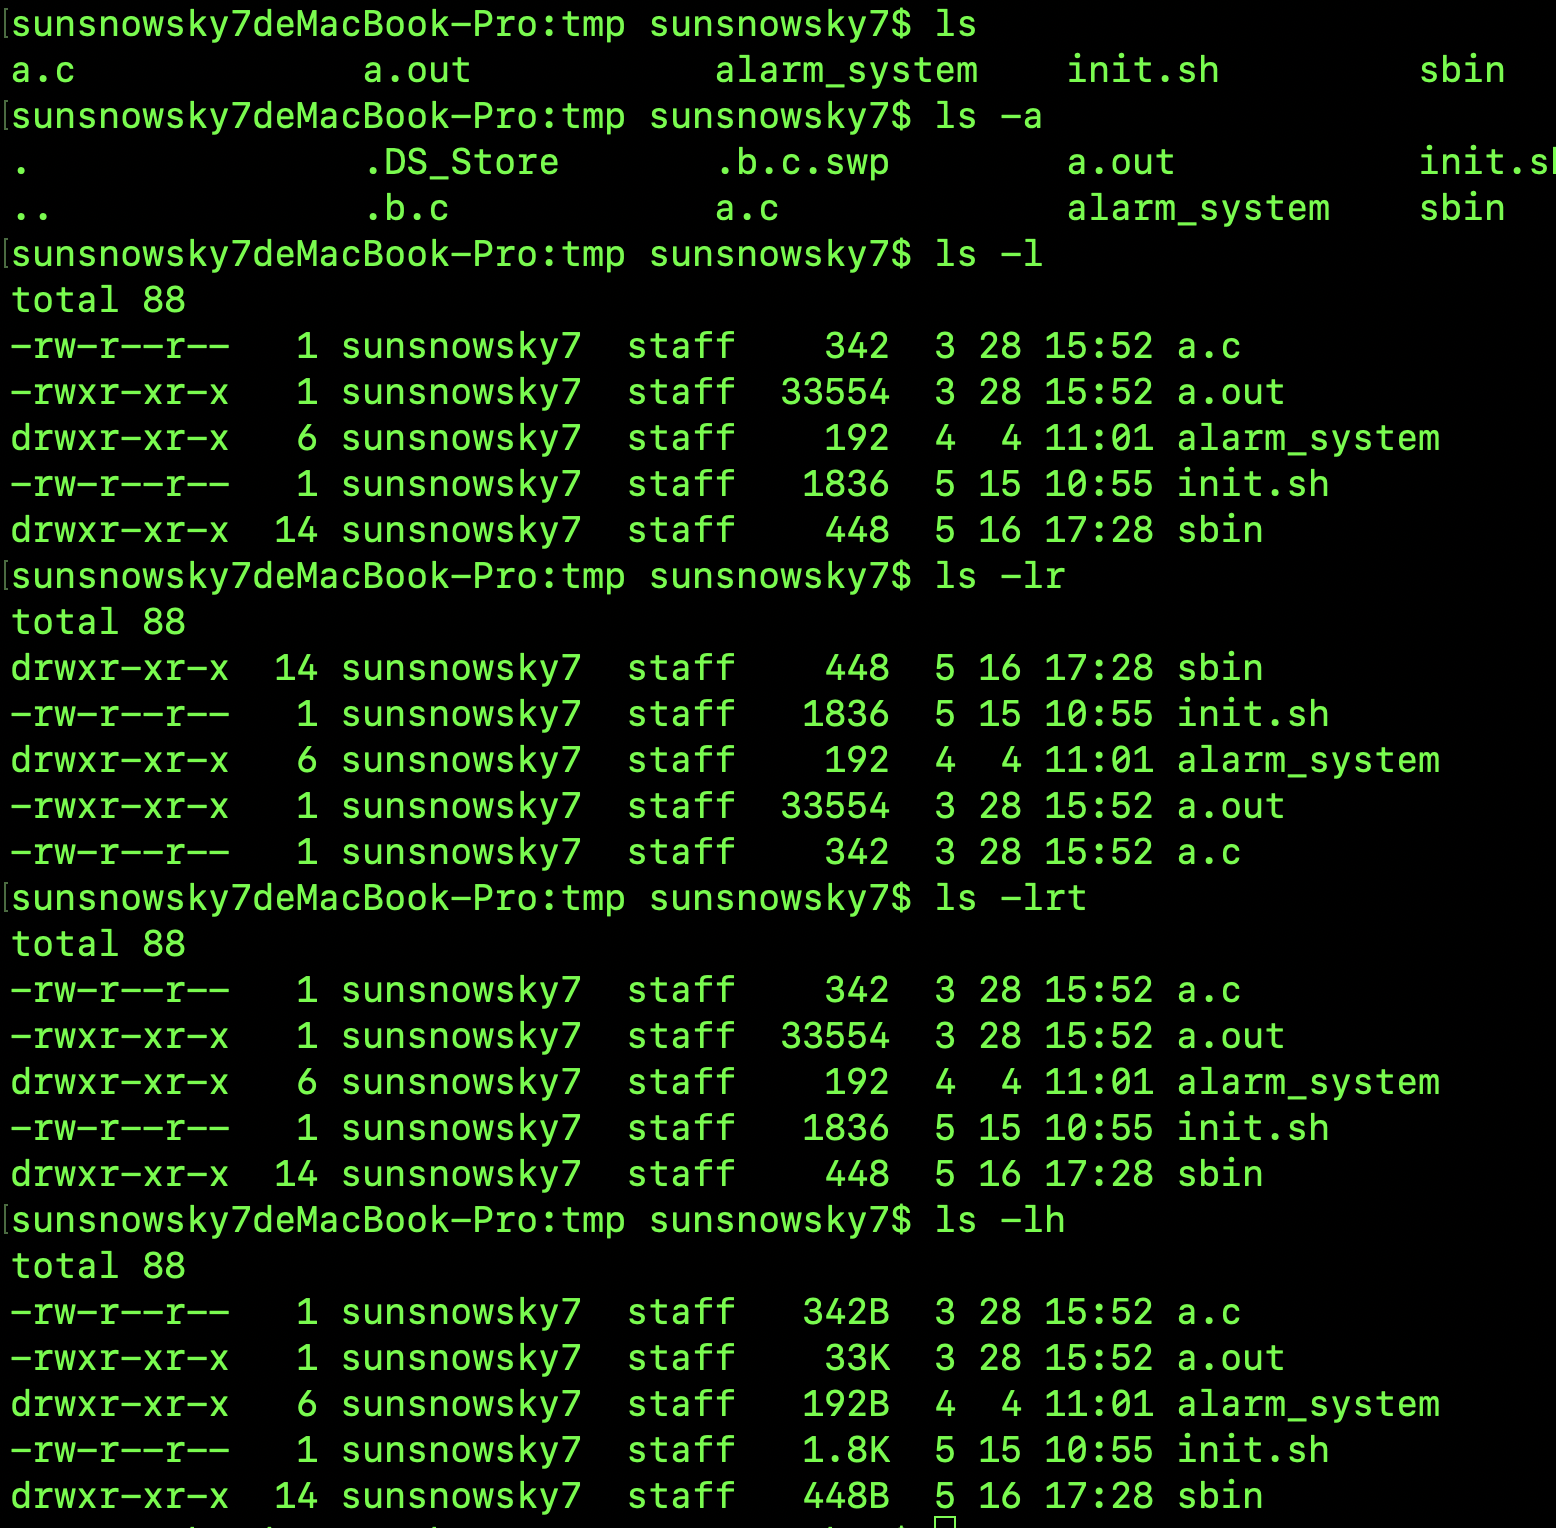 sunsnowsky7deMacBook-Pro:tmp sunsnowsky7$ ls
a.c a.out alarm_system init.sh sbin
sunsnowsky7deMacBook-Pro:tmp sunsnowsky7$ ls -a
. .DS_Store .b.c.swp a.out init.sh
.. .b.c a.c alarm_system sbin
sunsnowsky7deMacBook-Pro:tmp sunsnowsky7$ ls -l
total 88
-rw-r--r-- 1 sunsnowsky7 staff 342 3 28 15:52 a.c
-rwxr-xr-x 1 sunsnowsky7 staff 33554 3 28 15:52 a.out
drwxr-xr-x 6 sunsnowsky7 staff 192 4 4 11:01 alarm_system
-rw-r--r-- 1 sunsnowsky7 staff 1836 5 15 10:55 init.sh
drwxr-xr-x 14 sunsnowsky7 staff 448 5 16 17:28 sbin
sunsnowsky7deMacBook-Pro:tmp sunsnowsky7$ ls -lr
total 88
drwxr-xr-x 14 sunsnowsky7 staff 448 5 16 17:28 sbin
-rw-r--r-- 1 sunsnowsky7 staff 1836 5 15 10:55 init.sh
drwxr-xr-x 6 sunsnowsky7 staff 192 4 4 11:01 alarm_system
-rwxr-xr-x 1 sunsnowsky7 staff 33554 3 28 15:52 a.out
-rw-r--r-- 1 sunsnowsky7 staff 342 3 28 15:52 a.c
sunsnowsky7deMacBook-Pro:tmp sunsnowsky7$ ls -lrt
total 88
-rw-r--r-- 1 sunsnowsky7 staff 342 3 28 15:52 a.c
-rwxr-xr-x 1 sunsnowsky7 staff 33554 3 28 15:52 a.out
drwxr-xr-x 6 sunsnowsky7 staff 192 4 4 11:01 alarm_system
-rw-r--r-- 1 sunsnowsky7 staff 1836 5 15 10:55 init.sh
drwxr-xr-x 14 sunsnowsky7 staff 448 5 16 17:28 sbin
sunsnowsky7deMacBook-Pro:tmp sunsnowsky7$ ls -lh
total 88
-rw-r--r-- 1 sunsnowsky7 staff 342B 3 28 15:52 a.c
-rwxr-xr-x 1 sunsnowsky7 staff 33K 3 28 15:52 a.out
drwxr-xr-x 6 sunsnowsky7 staff 192B 4 4 11:01 alarm_system
-rw-r--r-- 1 sunsnowsky7 staff 1.8K 5 15 10:55 init.sh
drwxr-xr-x 14 sunsnowsky7 staff 448B 5 16 17:28 sbin